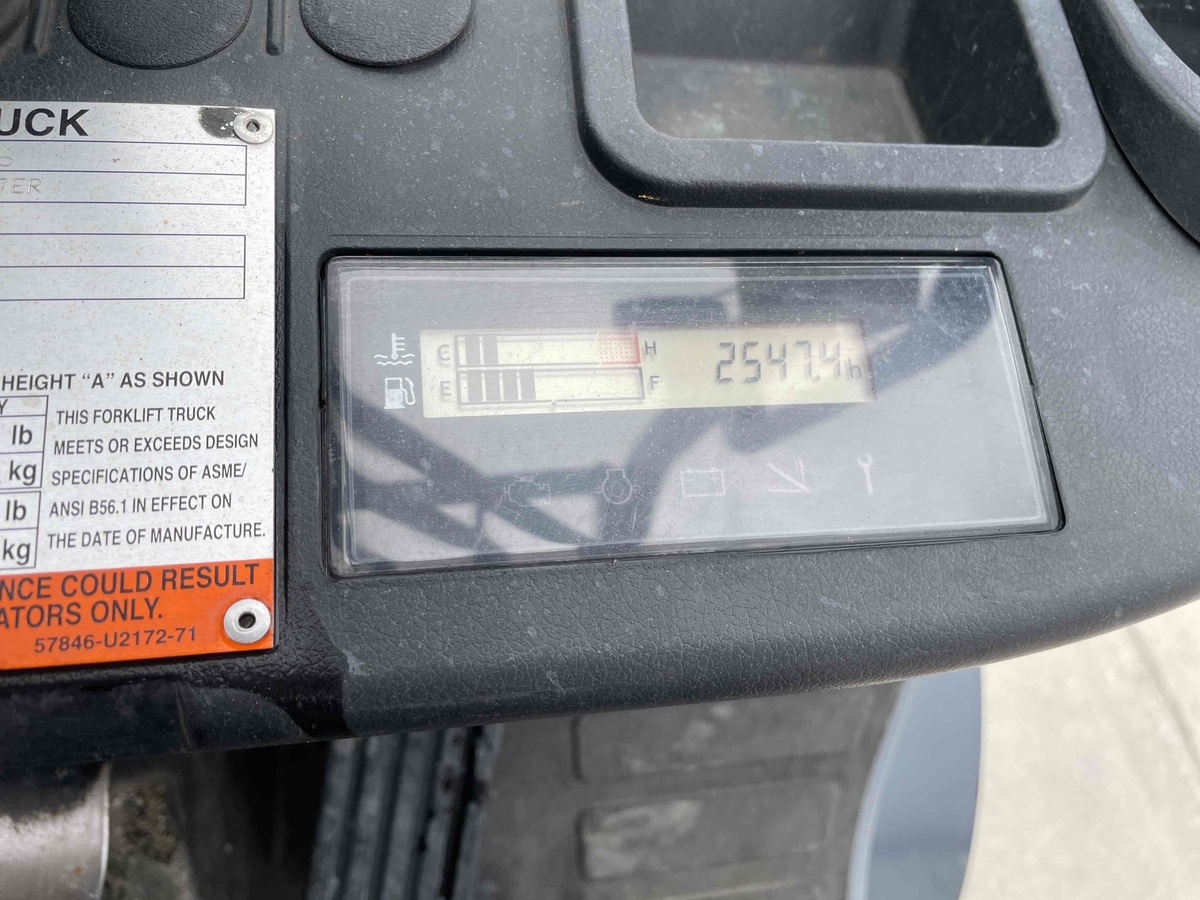 UCK
C
TER
HEIGHT “A” AS SHOWN
Y
lb
kg
lb
kg
THIS FORKLIFT TRUCK
MEETS OR EXCEEDS DESIGN
SPECIFICATIONS OF ASME/
ANSI B56.1 IN EFFECT ON
THE DATE OF MANUFACTURE.
NCE COULD RESULT
ATORS ONLY.
57846-U2172-71
C H
E F
2547.4h